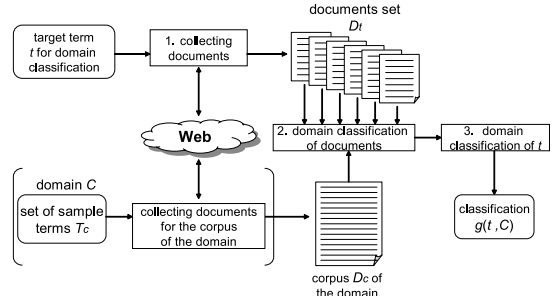 target term
t for domain
classification
1. collecting
documents
documents set
Dt
Web
2. domain classification
of documents
3. domain
classification of t
domain C
set of sample
terms Tc
collecting documents
for the corpus
of the domain
classification
g(t ,C)
corpus Dc of
the domain